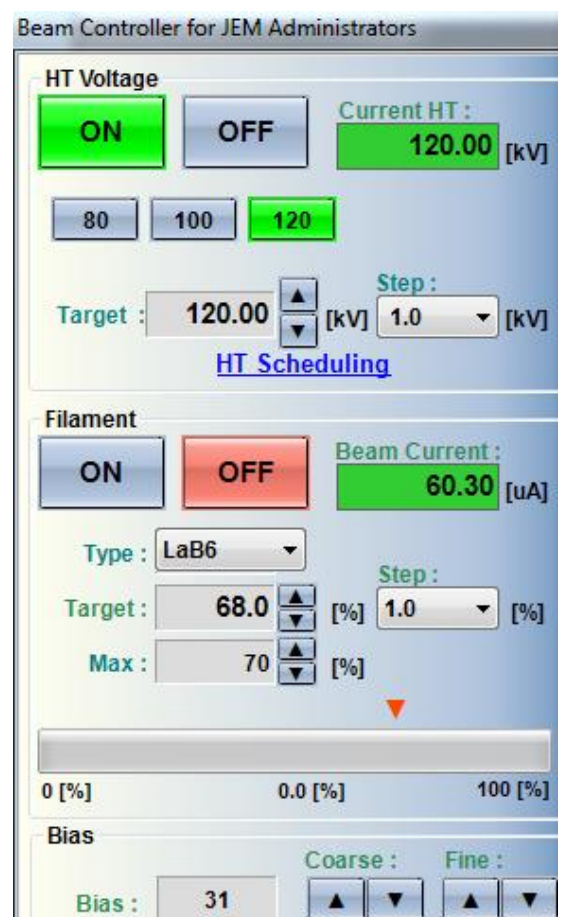 Beam Controller for JEM Administrators
HT Voltage
ON OFF Current HT :
120.00 [kV]
80 100 120
Step :
Target : 120.00 [kV] 1.0 [kV]
HT Scheduling
Filament
ON OFF Beam Current :
60.30 [uA]
Type : LaB6
Step :
Target : 68.0 [%] 1.0 [%]
Max : 70 [%]
0 [%] 0.0 [%] 100 [%]
Bias
Coarse : Fine :
Bias : 31